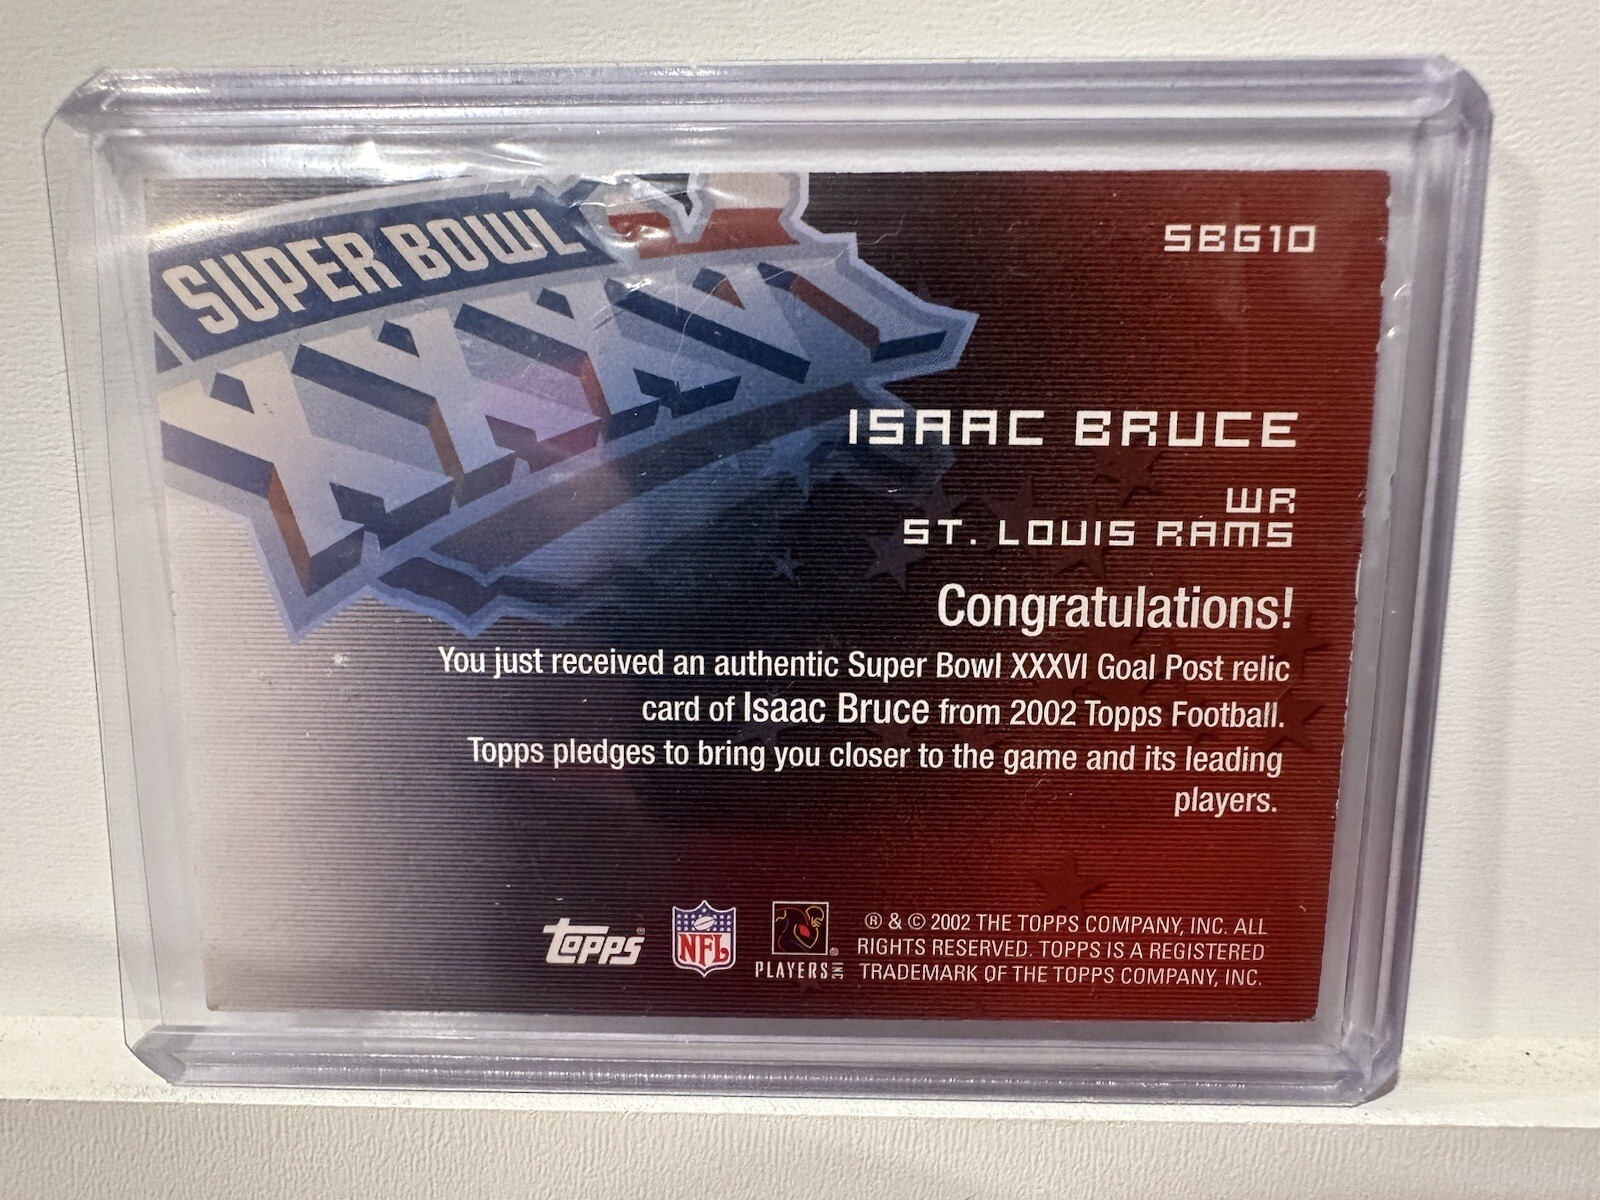 SUPER BOWL
XXXVI
SBG10
ISAAC BRUCE
WR
ST. LOUIS RAMS
Congratulations!
You just received an authentic Super Bowl XXXVI Goal Post relic
card of Isaac Bruce from 2002 Topps Football.
Topps pledges to bring you closer to the game and its leading
players.
topps®
NFL
PLAYERS INC
® & © 2002 THE TOPPS COMPANY, INC. ALL
RIGHTS RESERVED. TOPPS IS A REGISTERED
TRADEMARK OF THE TOPPS COMPANY, INC.